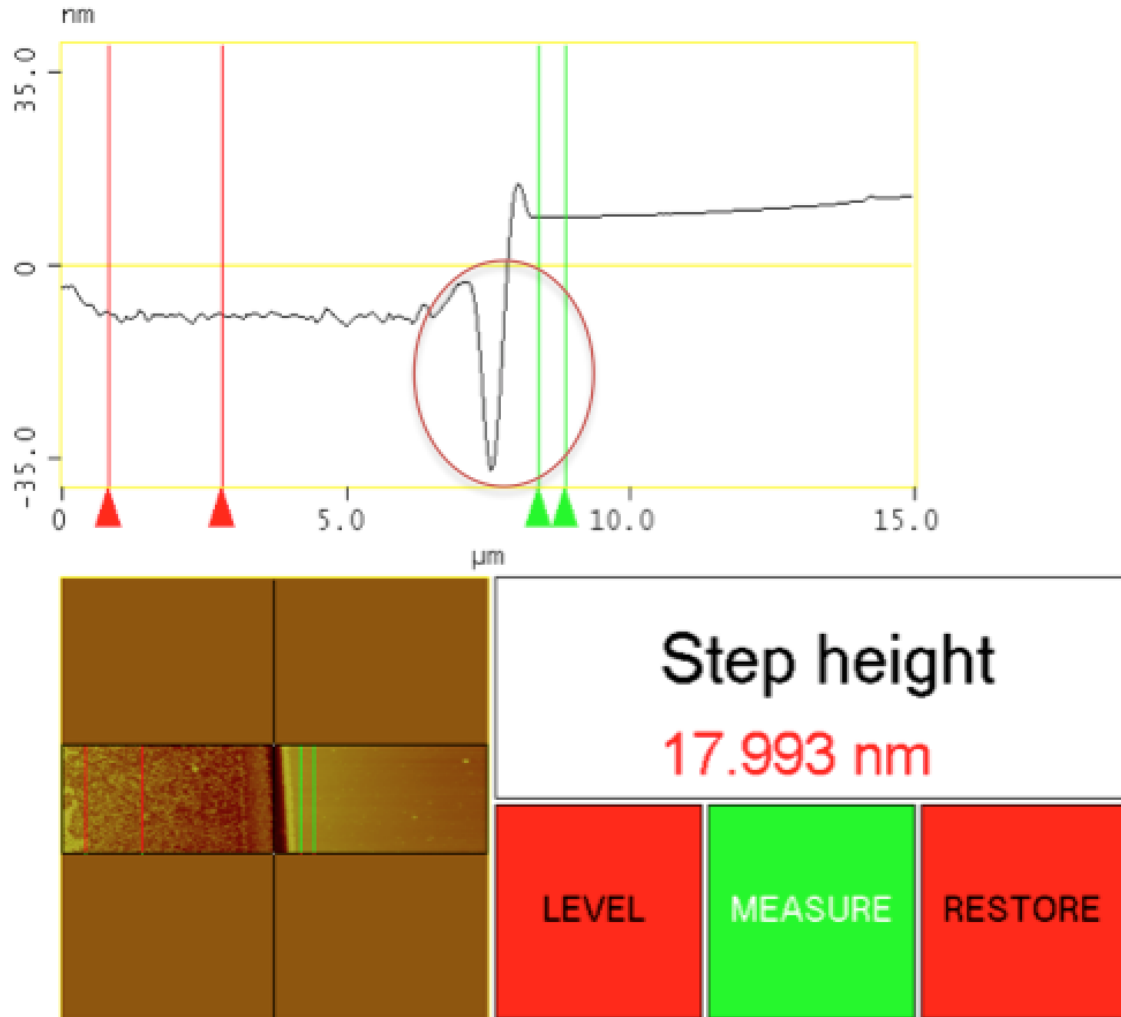 nm
35.0
0
-35.0
0 5.0 10.0 15.0
µm
Step height
17.993 nm
LEVEL MEASURE RESTORE